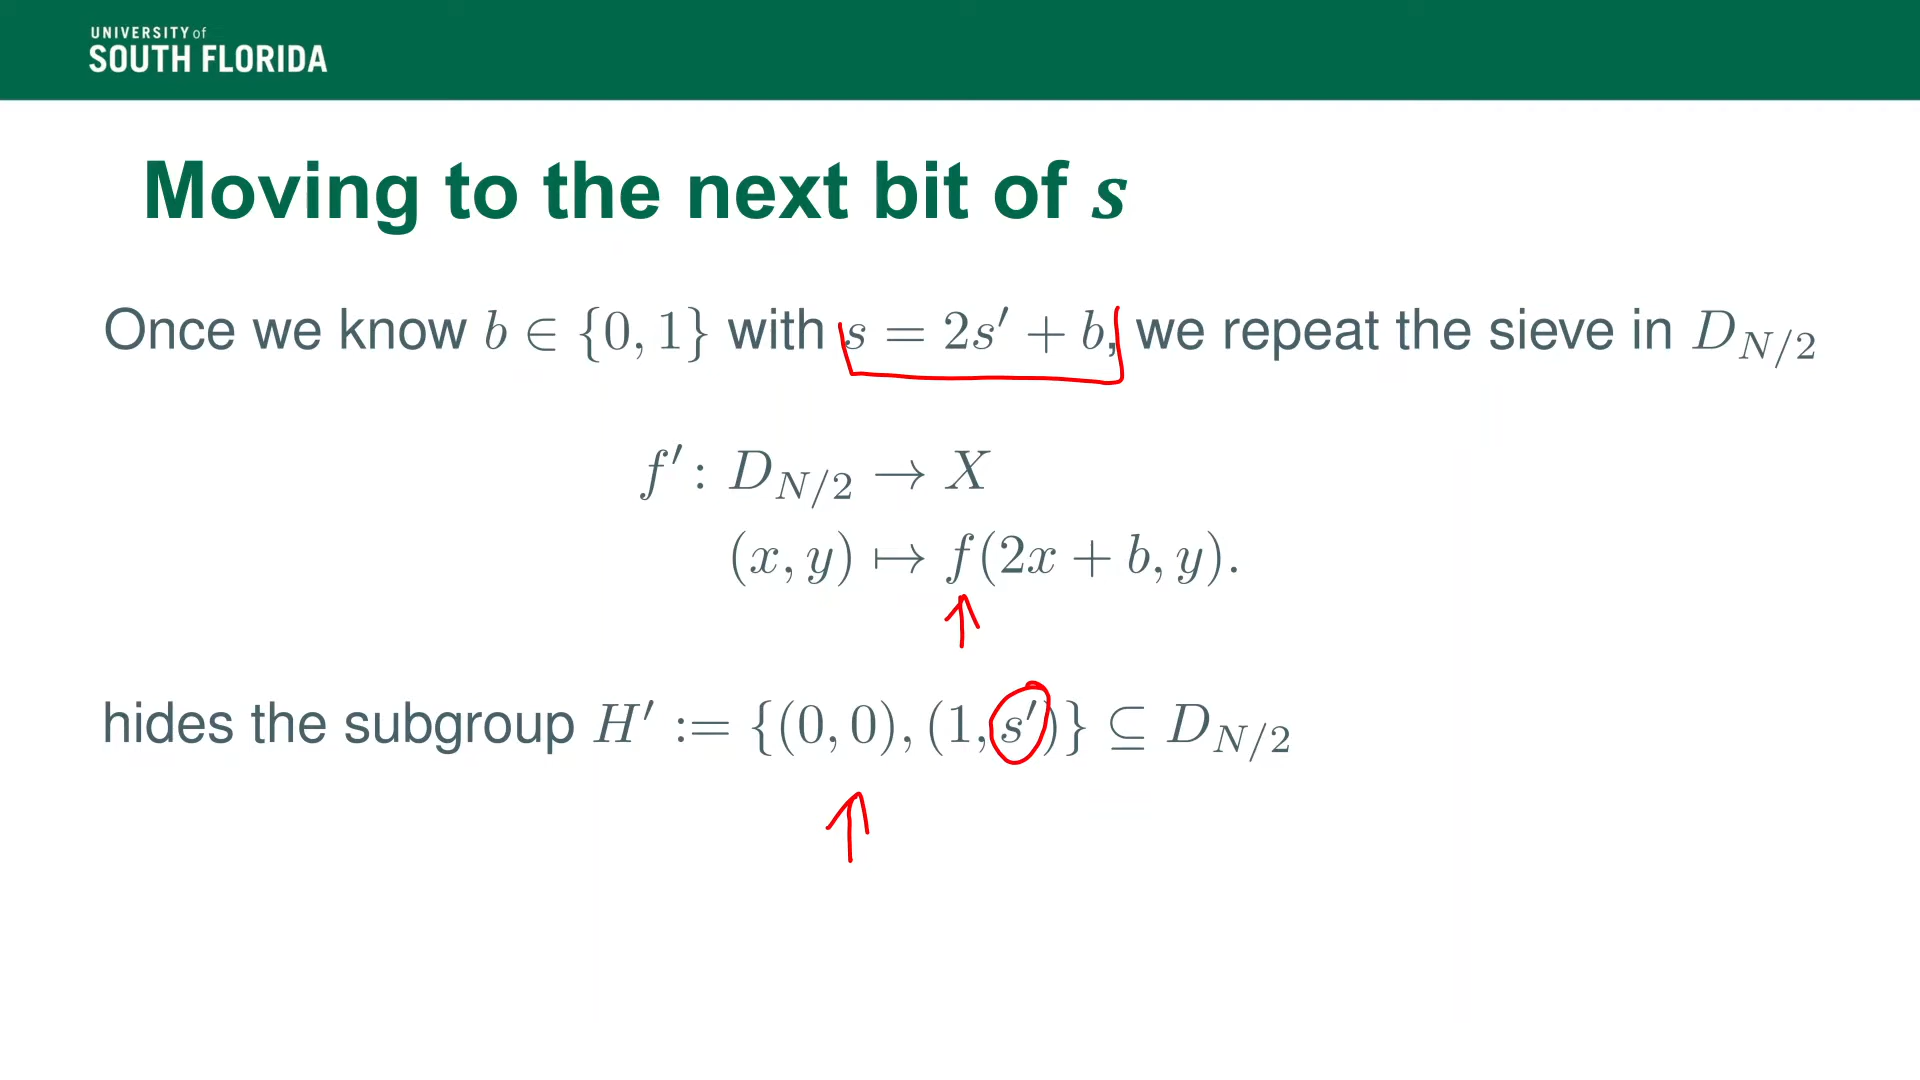 UNIVERSITY of
SOUTH FLORIDA
Moving to the next bit of s
Once we know b ∈ {0, 1} with s = 2s′ + b, we repeat the sieve in D_{N/2}
f′ : D_{N/2} → X
(x, y) ↦ f(2x + b, y).
hides the subgroup H′ := {(0, 0), (1, s′)} ⊆ D_{N/2}